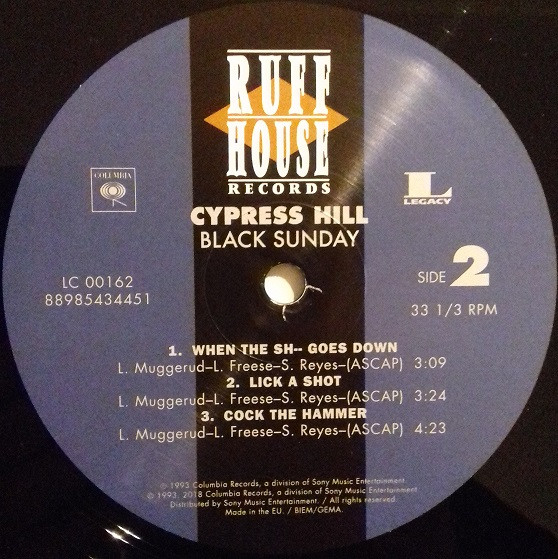 RUFF
HOUSE
RECORDS
COLUMBIA
L
LEGACY
CYPRESS HILL
BLACK SUNDAY
LC 00162
88985434451
SIDE 2
33 1/3 RPM
1. WHEN THE SH-- GOES DOWN
L. Muggerud–L. Freese–S. Reyes–(ASCAP) 3:09
2. LICK A SHOT
L. Muggerud–L. Freese–S. Reyes–(ASCAP) 3:24
3. COCK THE HAMMER
L. Muggerud–L. Freese–S. Reyes–(ASCAP) 4:23
℗ 1993 Columbia Records, a division of Sony Music Entertainment.
© 1993, 2018 Columbia Records, a division of Sony Music Entertainment.
Distributed by Sony Music Entertainment. / All rights reserved.
Made in the EU. / BIEM/GEMA.